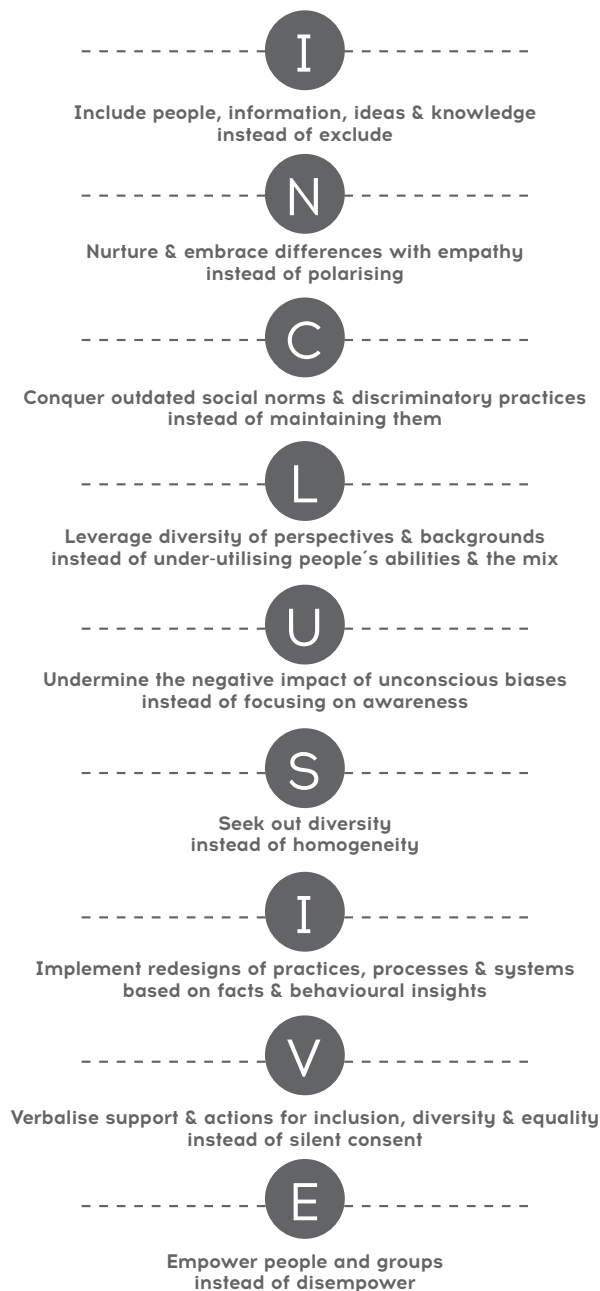 I
Include people, information, ideas & knowledge
instead of exclude
N
Nurture & embrace differences with empathy
instead of polarising
C
Conquer outdated social norms & discriminatory practices
instead of maintaining them
L
Leverage diversity of perspectives & backgrounds
instead of under-utilising people´s abilities & the mix
U
Undermine the negative impact of unconscious biases
instead of focusing on awareness
S
Seek out diversity
instead of homogeneity
I
Implement redesigns of practices, processes & systems
based on facts & behavioural insights
V
Verbalise support & actions for inclusion, diversity & equality
instead of silent consent
E
Empower people and groups
instead of disempower